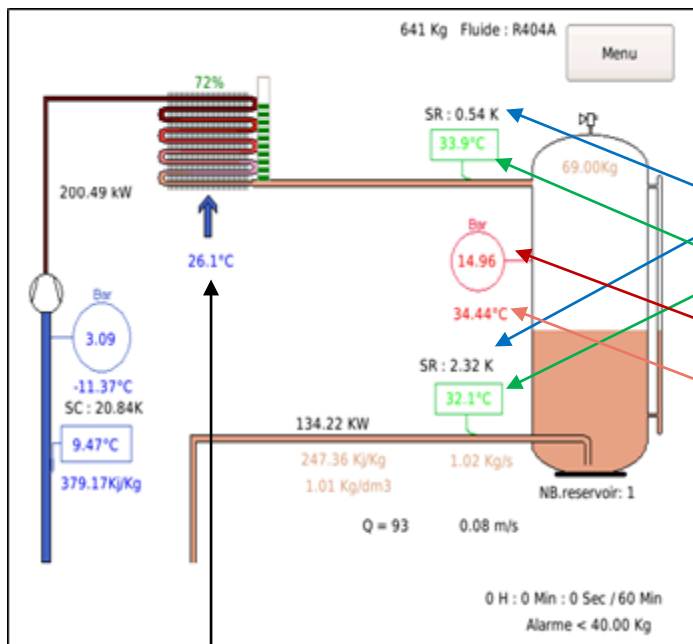 641 Kg Fluide : R404A
Menu
72%
SR : 0.54 K
33.9°C
69.00Kg
200.49 kW
26.1°C
Bar
14.96
34.44°C
Bar
3.09
-11.37°C
SC : 20.84K
9.47°C
379.17Kj/Kg
SR : 2.32 K
32.1°C
134.22 KW
247.36 Kj/Kg
1.02 Kg/s
1.01 Kg/dm3
NB.reservoir: 1
Q = 93
0.08 m/s
0 H : 0 Min : 0 Sec / 60 Min
Alarme < 40.00 Kg